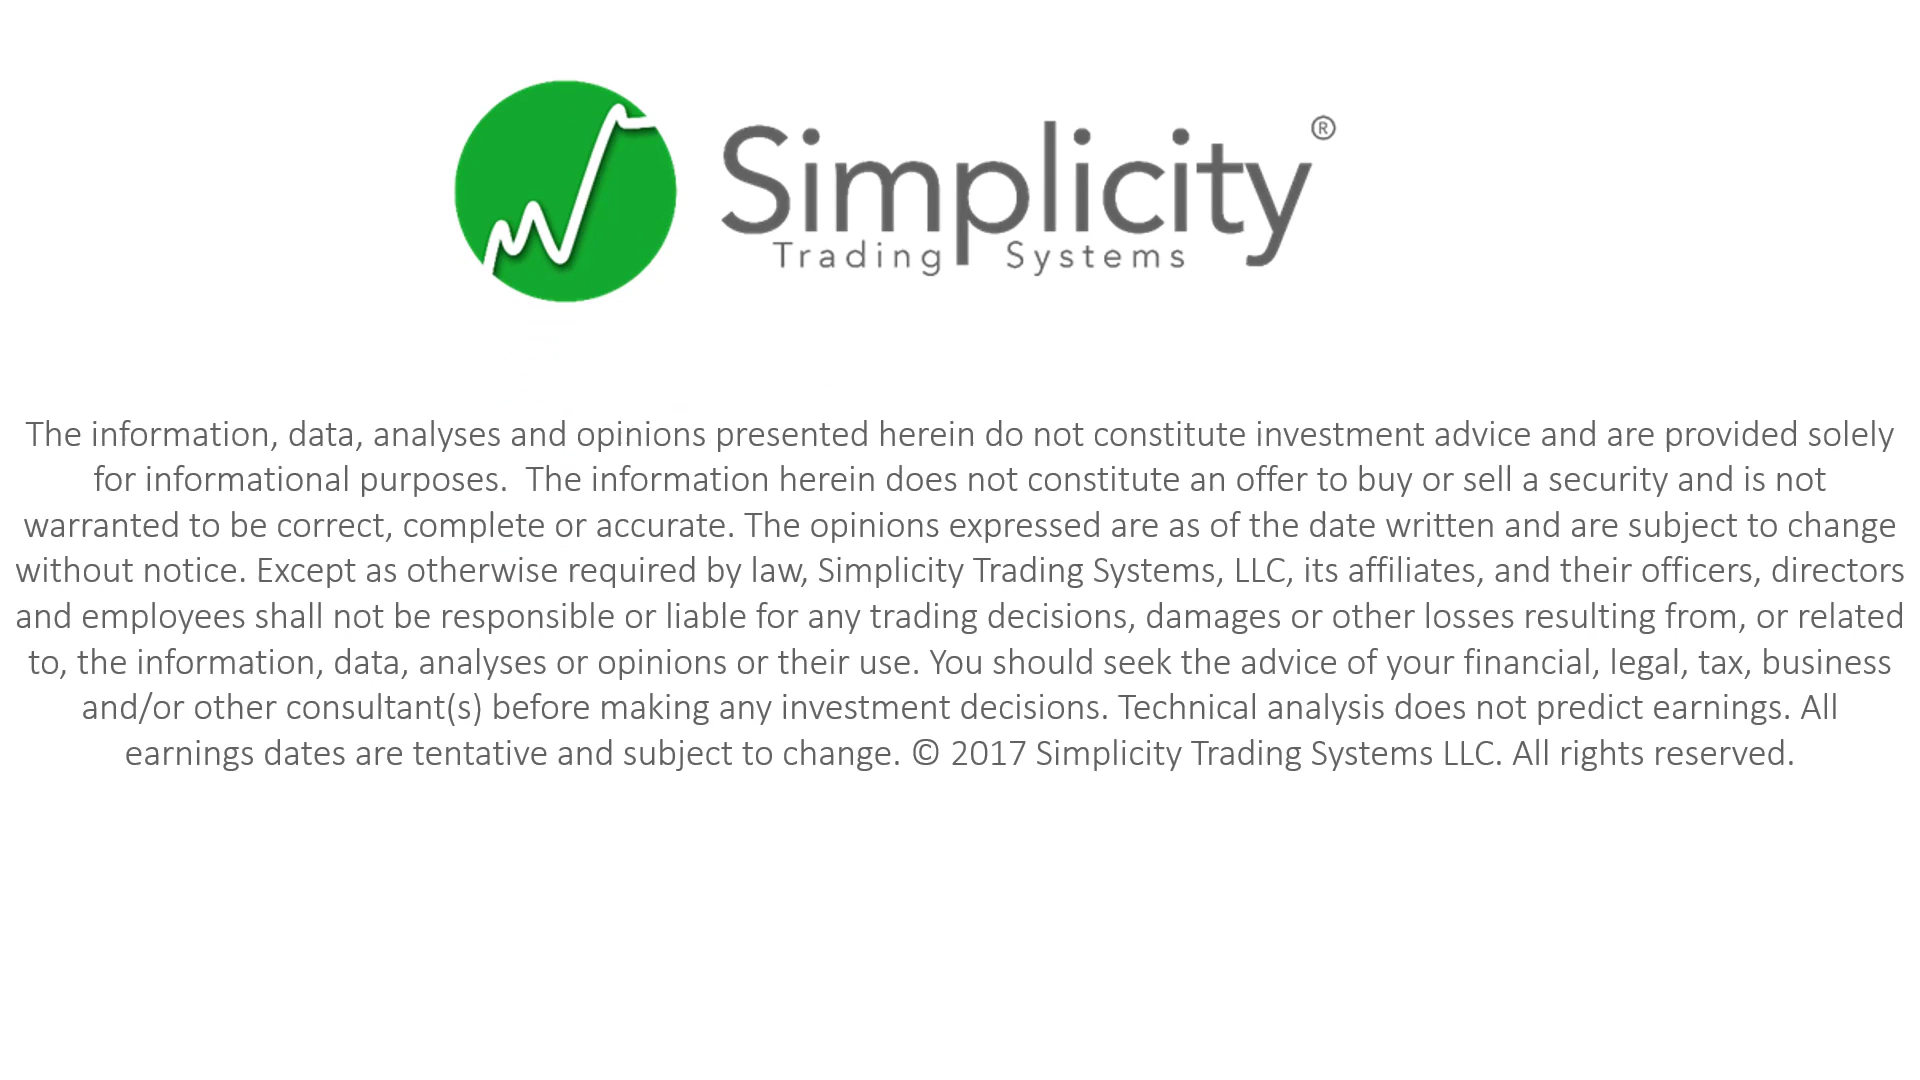 Simplicity®
Trading Systems
The information, data, analyses and opinions presented herein do not constitute investment advice and are provided solely
for informational purposes.  The information herein does not constitute an offer to buy or sell a security and is not
warranted to be correct, complete or accurate. The opinions expressed are as of the date written and are subject to change
without notice. Except as otherwise required by law, Simplicity Trading Systems, LLC, its affiliates, and their officers, directors
and employees shall not be responsible or liable for any trading decisions, damages or other losses resulting from, or related
to, the information, data, analyses or opinions or their use. You should seek the advice of your financial, legal, tax, business
and/or other consultant(s) before making any investment decisions. Technical analysis does not predict earnings. All
earnings dates are tentative and subject to change. © 2017 Simplicity Trading Systems LLC. All rights reserved.